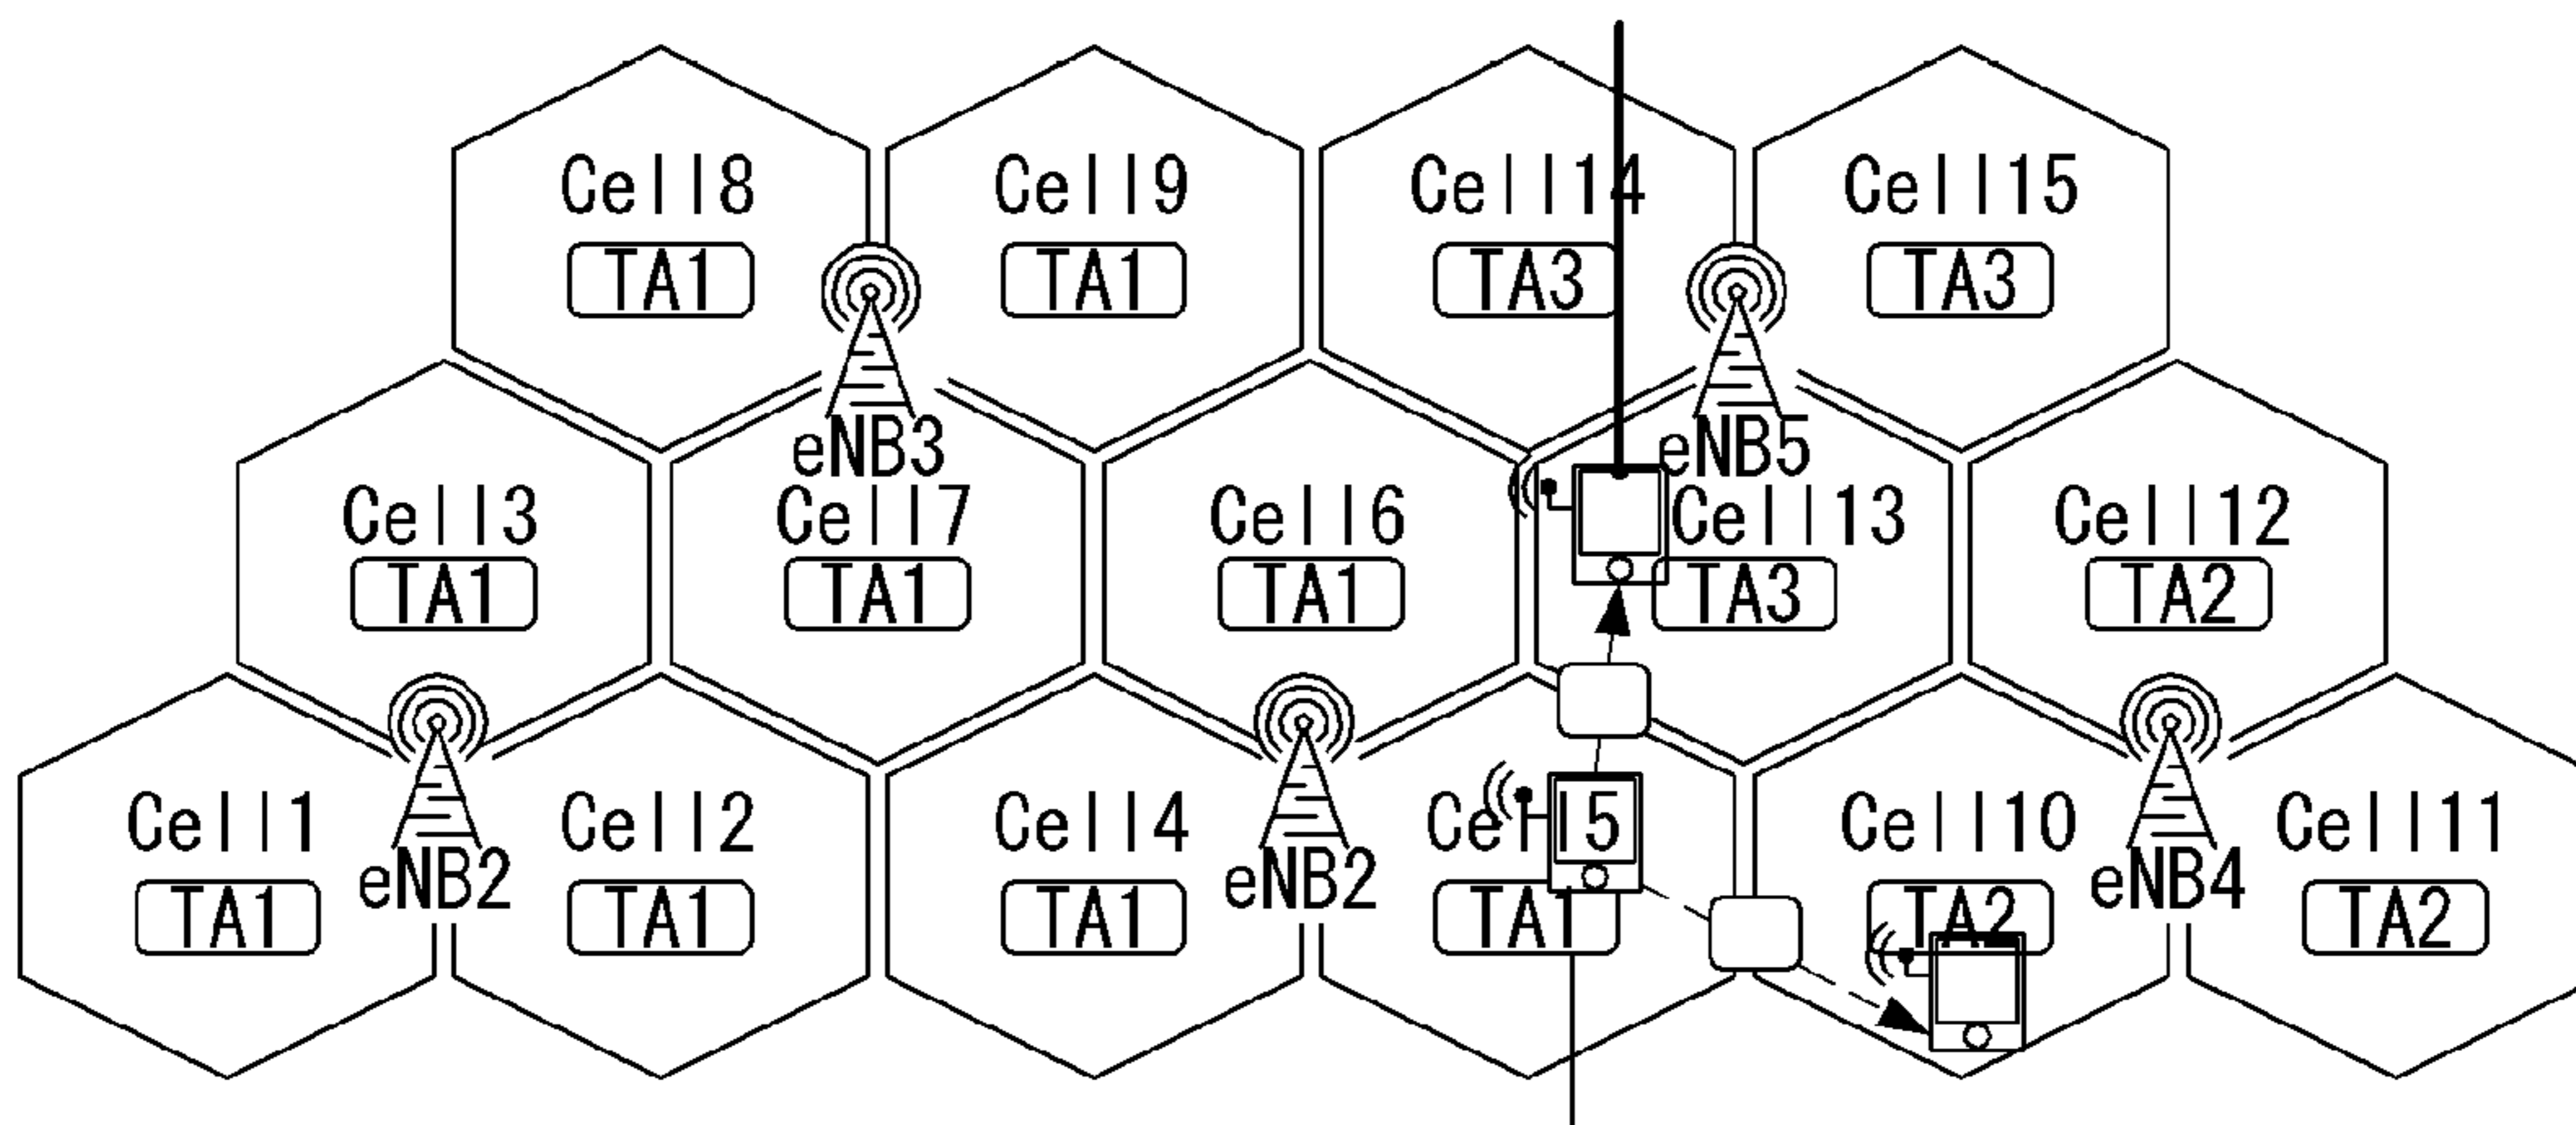 Cell8 Cell9 Cell14 Cell15
TA1 TA1 TA3 TA3
eNB3 eNB5
Cell3 Cell7 Cell6 Cell13 Cell12
TA1 TA1 TA1 TA3 TA2
Cell1 Cell2 Cell4 Cell5 Cell10 Cell11
eNB2 eNB2 eNB4
TA1 TA1 TA1 TA1 TA2 TA2